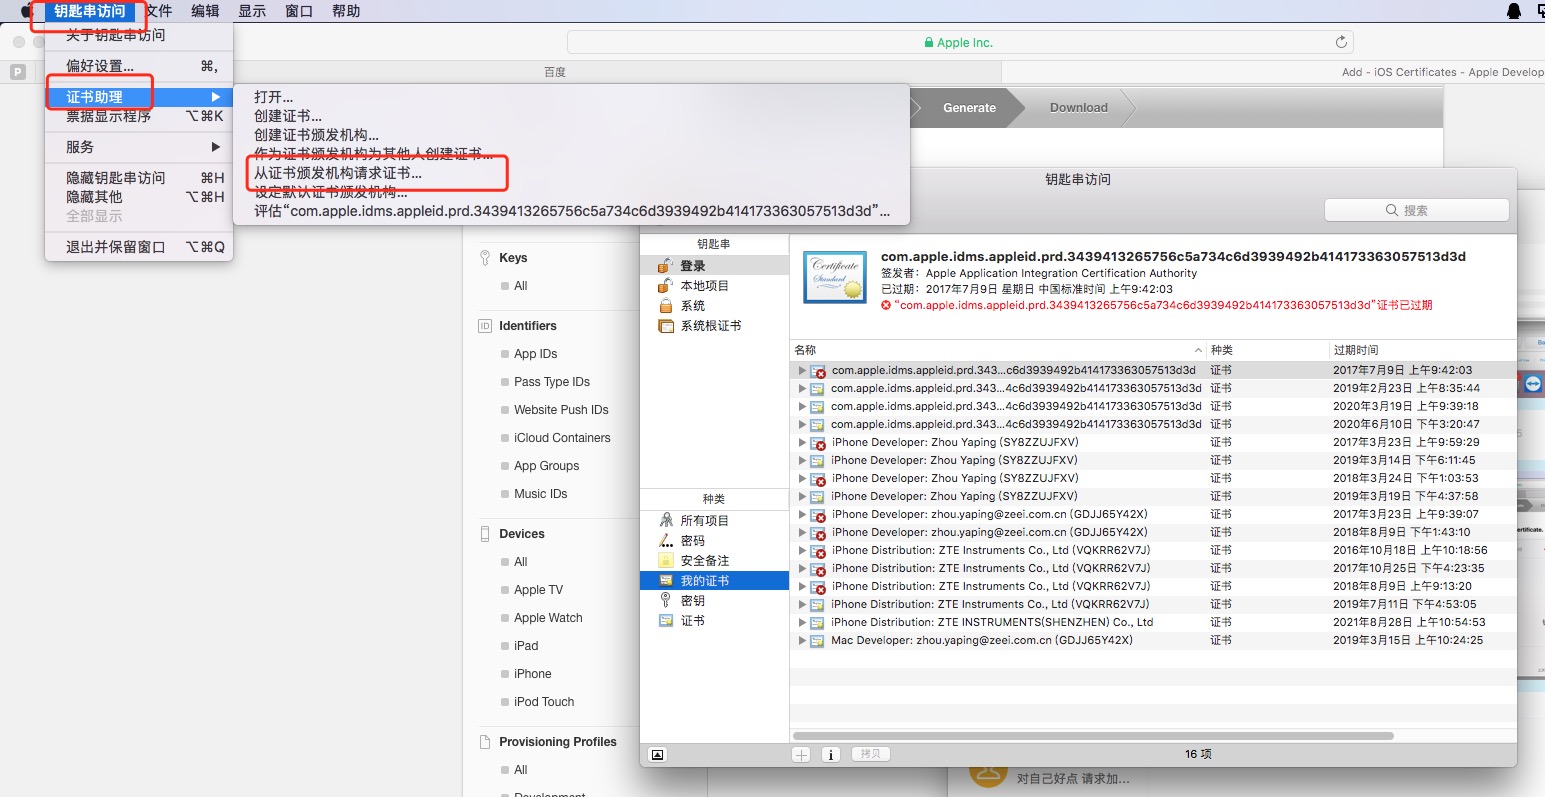 钥匙串访问 文件 编辑 显示 窗口 帮助
关于钥匙串访问
偏好设置... ⌘,
证书助理 ▶
票据显示程序 ⌥⌘K
服务 ▶
隐藏钥匙串访问 ⌘H
隐藏其他 ⌥⌘H
全部显示
退出并保留窗口 ⌥⌘Q
打开...
创建证书...
创建证书颁发机构...
作为证书颁发机构为其他人创建证书...
从证书颁发机构请求证书...
设定默认证书颁发机构...
评估“com.apple.idms.appleid.prd.3439413265756c5a734c6d3939492b414173363057513d3d”...
Apple Inc.
P
百度
Add - iOS Certificates - Apple Develop
Generate
Download
Keys
All
ID Identifiers
App IDs
Pass Type IDs
Website Push IDs
iCloud Containers
App Groups
Music IDs
Devices
All
Apple TV
Apple Watch
iPad
iPhone
iPod Touch
Provisioning Profiles
All
Development
钥匙串访问
搜索
钥匙串
登录
本地项目
系统
系统根证书
种类
所有项目
密码
安全备注
我的证书
密钥
证书
Certificate
Standard
com.apple.idms.appleid.prd.3439413265756c5a734c6d3939492b414173363057513d3d
签发者：Apple Application Integration Certification Authority
已过期：2017年7月9日 星期日 中国标准时间 上午9:42:03
“com.apple.idms.appleid.prd.3439413265756c5a734c6d3939492b414173363057513d3d”证书已过期
名称 种类 过期时间
com.apple.idms.appleid.prd.343...c6d3939492b414173363057513d3d 证书 2017年7月9日 上午9:42:03
com.apple.idms.appleid.prd.343...4c6d3939492b414173363057513d3d 证书 2019年2月23日 上午8:35:44
com.apple.idms.appleid.prd.343...4c6d3939492b414173363057513d3d 证书 2020年3月19日 上午9:39:18
com.apple.idms.appleid.prd.343...4c6d3939492b414173363057513d3d 证书 2020年6月10日 下午3:20:47
iPhone Developer: Zhou Yaping (SY8ZZUJFXV) 证书 2017年3月23日 上午9:59:29
iPhone Developer: Zhou Yaping (SY8ZZUJFXV) 证书 2019年3月14日 下午6:11:45
iPhone Developer: Zhou Yaping (SY8ZZUJFXV) 证书 2018年3月24日 下午1:03:53
iPhone Developer: Zhou Yaping (SY8ZZUJFXV) 证书 2019年3月19日 下午4:37:58
iPhone Developer: zhou.yaping@zeei.com.cn (GDJJ65Y42X) 证书 2017年3月23日 上午9:39:07
iPhone Developer: zhou.yaping@zeei.com.cn (GDJJ65Y42X) 证书 2018年8月9日 下午1:43:10
iPhone Distribution: ZTE Instruments Co., Ltd (VQKRR62V7J) 证书 2016年10月18日 上午10:18:56
iPhone Distribution: ZTE Instruments Co., Ltd (VQKRR62V7J) 证书 2017年10月25日 下午4:23:35
iPhone Distribution: ZTE Instruments Co., Ltd (VQKRR62V7J) 证书 2018年8月9日 上午9:13:20
iPhone Distribution: ZTE Instruments Co., Ltd (VQKRR62V7J) 证书 2019年7月11日 下午4:53:05
iPhone Distribution: ZTE INSTRUMENTS(SHENZHEN) Co., Ltd 证书 2021年8月28日 上午10:54:53
Mac Developer: zhou.yaping@zeei.com.cn (GDJJ65Y42X) 证书 2019年3月15日 上午10:24:25
拷贝
16 项
对自己好点 请求加...